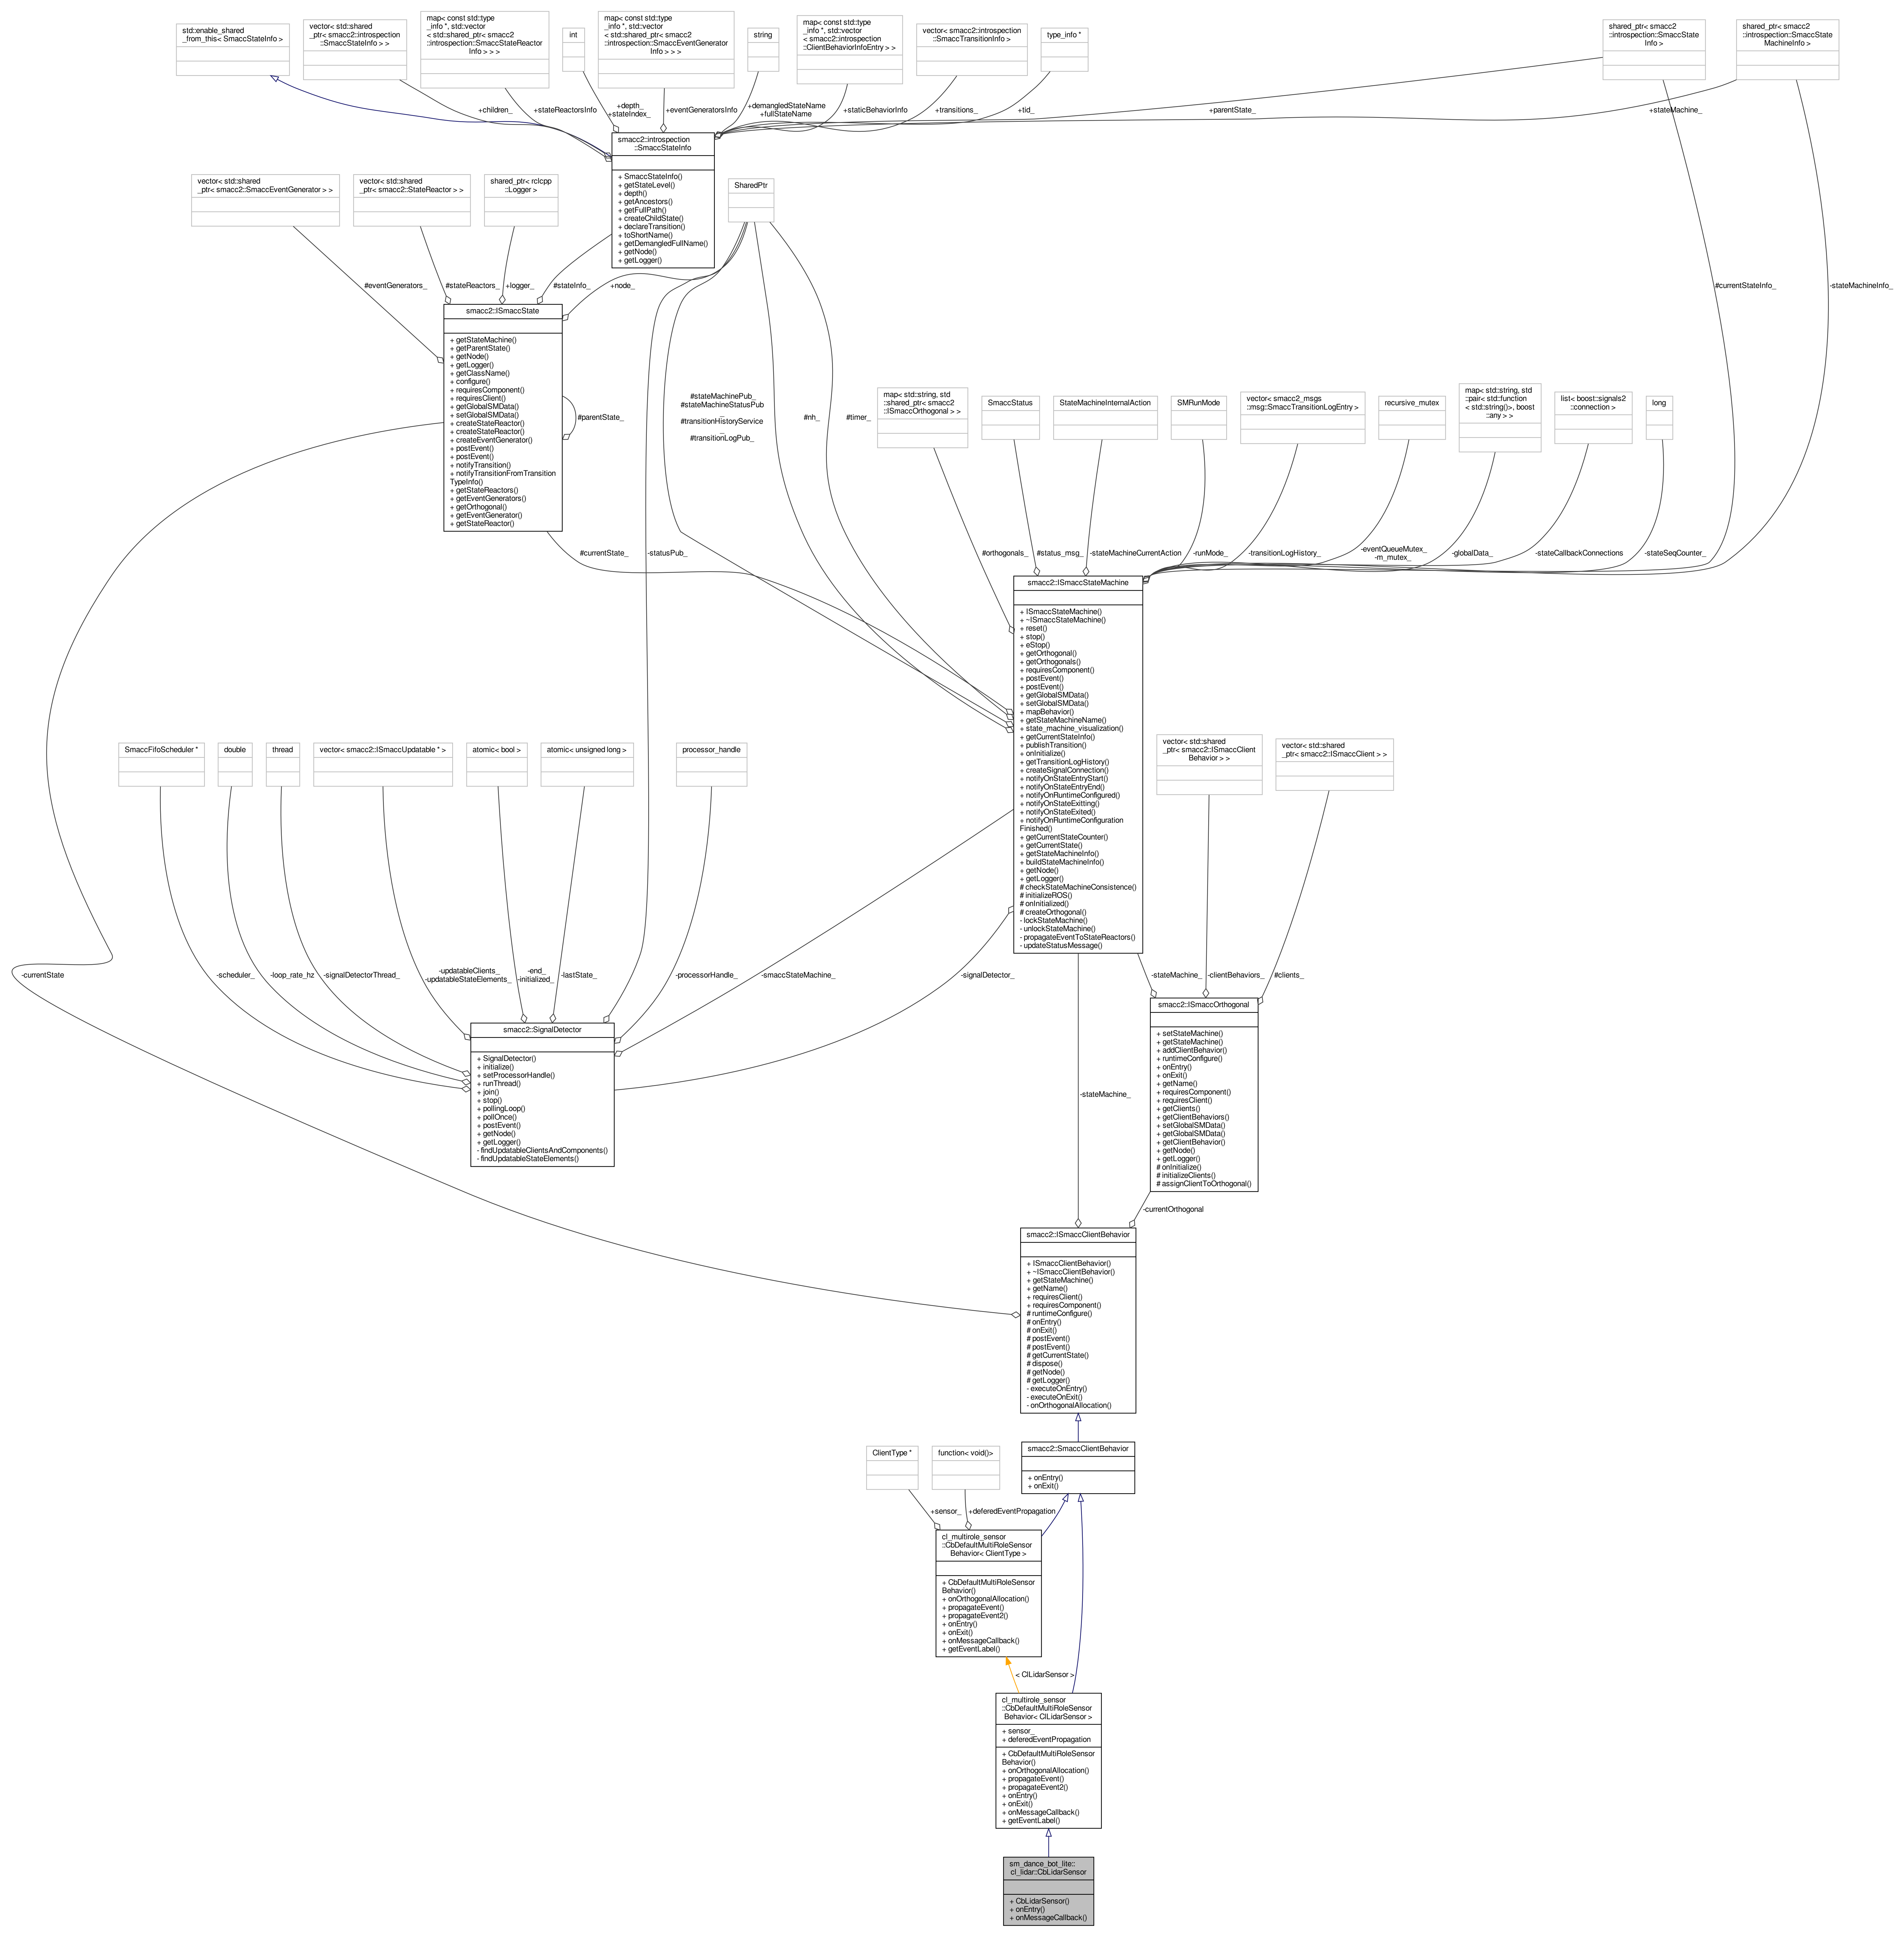 std::enable_shared
_from_this< SmaccStateInfo >
vector< std::shared
_ptr< smacc2::introspection
::SmaccStateInfo > >
map< const std::type
_info *, std::vector
< std::shared_ptr< smacc2
::introspection::SmaccStateReactor
Info > > >
int
map< const std::type
_info *, std::vector
< std::shared_ptr< smacc2
::introspection::SmaccEventGenerator
Info > > >
string
map< const std::type
_info *, std::vector
< smacc2::introspection
::ClientBehaviorInfoEntry > >
vector< smacc2::introspection
::SmaccTransitionInfo >
type_info *
shared_ptr< smacc2
::introspection::SmaccState
Info >
shared_ptr< smacc2
::introspection::SmaccState
MachineInfo >
+children_
+stateReactorsInfo
+depth_
+stateIndex_
+eventGeneratorsInfo
+demangledStateName
+fullStateName
+staticBehaviorInfo
+transitions_
+tid_
+parentState_
+stateMachine_
smacc2::introspection
::SmaccStateInfo
+ SmaccStateInfo()
+ getStateLevel()
+ depth()
+ getAncestors()
+ getFullPath()
+ createChildState()
+ declareTransition()
+ toShortName()
+ getDemangledFullName()
+ getNode()
+ getLogger()
vector< std::shared
_ptr< smacc2::SmaccEventGenerator > >
vector< std::shared
_ptr< smacc2::StateReactor > >
shared_ptr< rclcpp
::Logger >
SharedPtr
#eventGenerators_
#stateReactors_
+logger_
#stateInfo_
+node_
#currentStateInfo_
-stateMachineInfo_
smacc2::ISmaccState
+ getStateMachine()
+ getParentState()
+ getNode()
+ getLogger()
+ getClassName()
+ configure()
+ requiresComponent()
+ requiresClient()
+ getGlobalSMData()
+ setGlobalSMData()
+ createStateReactor()
+ createStateReactor()
+ createEventGenerator()
+ postEvent()
+ postEvent()
+ notifyTransition()
+ notifyTransitionFromTransition
TypeInfo()
+ getStateReactors()
+ getEventGenerators()
+ getOrthogonal()
+ getEventGenerator()
+ getStateReactor()
#parentState_
#stateMachinePub_
#stateMachineStatusPub
_
#transitionHistoryService
_
#transitionLogPub_
#nh_
#timer_
map< std::string, std
::shared_ptr< smacc2
::ISmaccOrthogonal > >
SmaccStatus
StateMachineInternalAction
SMRunMode
vector< smacc2_msgs
::msg::SmaccTransitionLogEntry >
recursive_mutex
map< std::string, std
::pair< std::function
< std::string()>, boost
::any > >
list< boost::signals2
::connection >
long
#currentState_
-statusPub_
#orthogonals_
#status_msg_
-stateMachineCurrentAction
-runMode_
-transitionLogHistory_
-eventQueueMutex_
-m_mutex_
-globalData_
-stateCallbackConnections
-stateSeqCounter_
smacc2::ISmaccStateMachine
+ ISmaccStateMachine()
+ ~ISmaccStateMachine()
+ reset()
+ stop()
+ eStop()
+ getOrthogonal()
+ getOrthogonals()
+ requiresComponent()
+ postEvent()
+ postEvent()
+ getGlobalSMData()
+ setGlobalSMData()
+ mapBehavior()
+ getStateMachineName()
+ state_machine_visualization()
+ getCurrentStateInfo()
+ publishTransition()
+ onInitialize()
+ getTransitionLogHistory()
+ createSignalConnection()
+ notifyOnStateEntryStart()
+ notifyOnStateEntryEnd()
+ notifyOnRuntimeConfigured()
+ notifyOnStateExitting()
+ notifyOnStateExited()
+ notifyOnRuntimeConfiguration
Finished()
+ getCurrentStateCounter()
+ getCurrentState()
+ getStateMachineInfo()
+ buildStateMachineInfo()
+ getNode()
+ getLogger()
# checkStateMachineConsistence()
# initializeROS()
# onInitialized()
# createOrthogonal()
- lockStateMachine()
- unlockStateMachine()
- propagateEventToStateReactors()
- updateStatusMessage()
SmaccFifoScheduler *
double
thread
vector< smacc2::ISmaccUpdatable * >
atomic< bool >
atomic< unsigned long >
processor_handle
vector< std::shared
_ptr< smacc2::ISmaccClient
Behavior > >
vector< std::shared
_ptr< smacc2::ISmaccClient > >
-currentState
-scheduler_
-loop_rate_hz
-signalDetectorThread_
-updatableClients_
-updatableStateElements_
-end_
-initialized_
-lastState_
-processorHandle_
-smaccStateMachine_
-signalDetector_
-stateMachine_
-clientBehaviors_
#clients_
smacc2::SignalDetector
+ SignalDetector()
+ initialize()
+ setProcessorHandle()
+ runThread()
+ join()
+ stop()
+ pollingLoop()
+ pollOnce()
+ postEvent()
+ getNode()
+ getLogger()
- findUpdatableClientsAndComponents()
- findUpdatableStateElements()
smacc2::ISmaccOrthogonal
+ setStateMachine()
+ getStateMachine()
+ addClientBehavior()
+ runtimeConfigure()
+ onEntry()
+ onExit()
+ getName()
+ requiresComponent()
+ requiresClient()
+ getClients()
+ getClientBehaviors()
+ setGlobalSMData()
+ getGlobalSMData()
+ getClientBehavior()
+ getNode()
+ getLogger()
# onInitialize()
# initializeClients()
# assignClientToOrthogonal()
-stateMachine_
-currentOrthogonal
smacc2::ISmaccClientBehavior
+ ISmaccClientBehavior()
+ ~ISmaccClientBehavior()
+ getStateMachine()
+ getName()
+ requiresClient()
+ requiresComponent()
# runtimeConfigure()
# onEntry()
# onExit()
# postEvent()
# postEvent()
# getCurrentState()
# dispose()
# getNode()
# getLogger()
- executeOnEntry()
- executeOnExit()
- onOrthogonalAllocation()
ClientType *
function< void()>
smacc2::SmaccClientBehavior
+ onEntry()
+ onExit()
+sensor_
+deferedEventPropagation
cl_multirole_sensor
::CbDefaultMultiRoleSensor
Behavior< ClientType >
+ CbDefaultMultiRoleSensor
Behavior()
+ onOrthogonalAllocation()
+ propagateEvent()
+ propagateEvent2()
+ onEntry()
+ onExit()
+ onMessageCallback()
+ getEventLabel()
< ClLidarSensor >
cl_multirole_sensor
::CbDefaultMultiRoleSensor
Behavior< ClLidarSensor >
+ sensor_
+ deferedEventPropagation
+ CbDefaultMultiRoleSensor
Behavior()
+ onOrthogonalAllocation()
+ propagateEvent()
+ propagateEvent2()
+ onEntry()
+ onExit()
+ onMessageCallback()
+ getEventLabel()
sm_dance_bot_lite::
cl_lidar::CbLidarSensor
+ CbLidarSensor()
+ onEntry()
+ onMessageCallback()